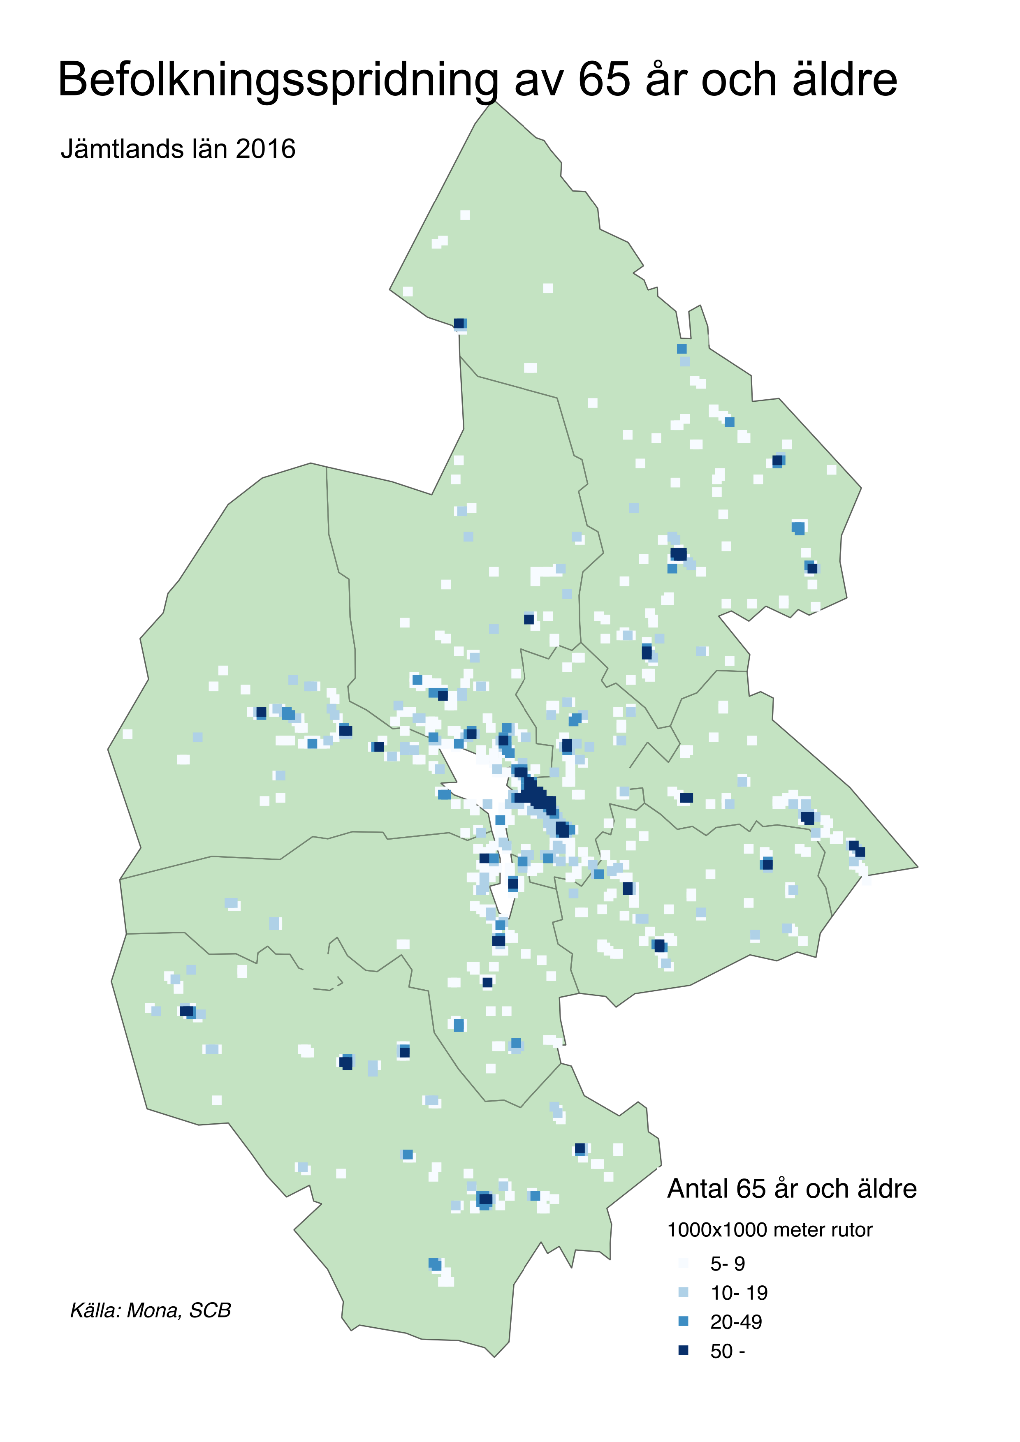 Befolkningsspridning av 65 år och äldre
Jämtlands län 2016
Antal 65 år och äldre
1000x1000 meter rutor
5- 9
10- 19
20-49
50 -
Källa: Mona, SCB